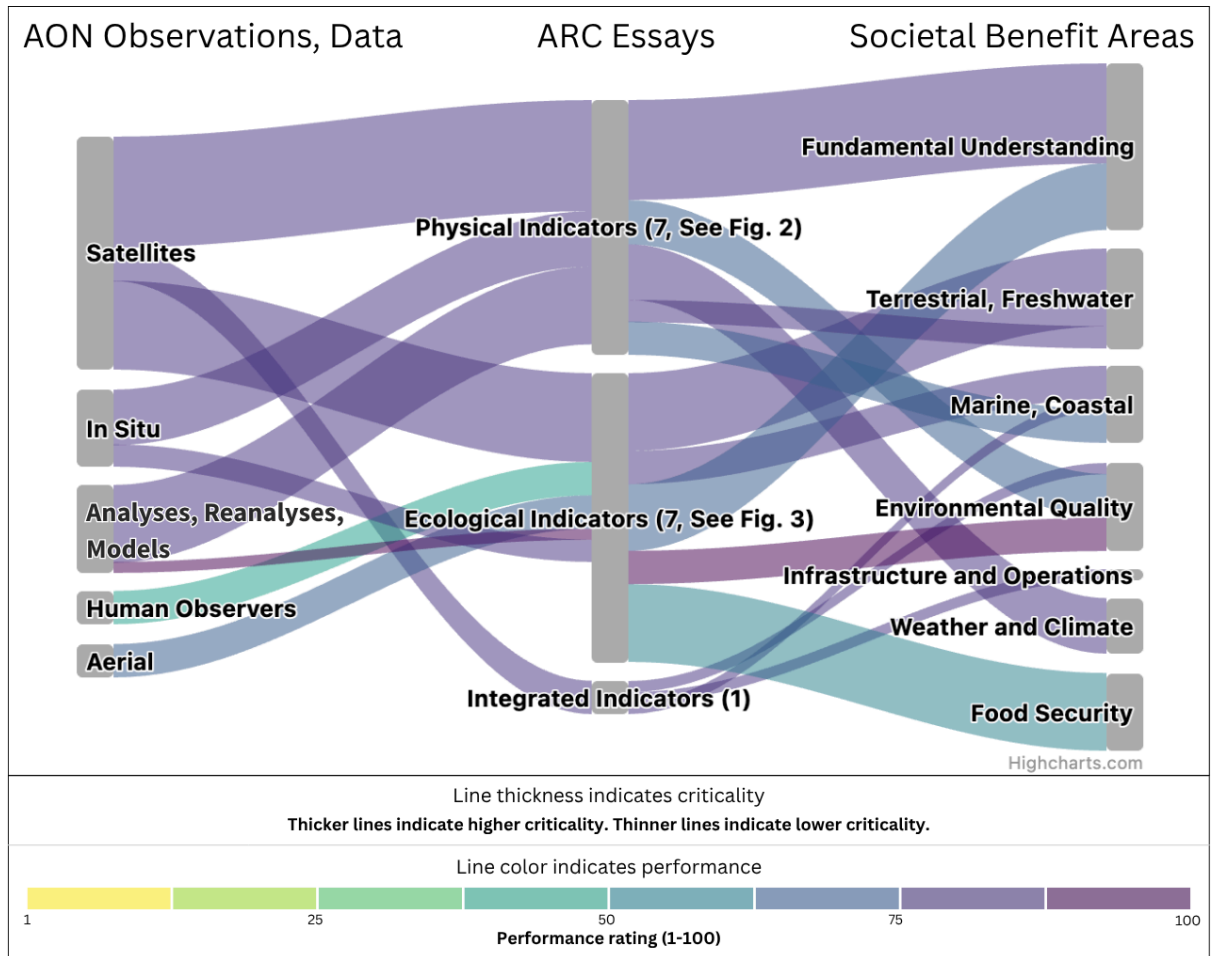 AON Observations, Data
ARC Essays
Societal Benefit Areas
Satellites
In Situ
Analyses, Reanalyses,
Models
Human Observers
Aerial
Physical Indicators (7, See Fig. 2)
Ecological Indicators (7, See Fig. 3)
Integrated Indicators (1)
Fundamental Understanding
Terrestrial, Freshwater
Marine, Coastal
Environmental Quality
Infrastructure and Operations
Weather and Climate
Food Security
Highcharts.com
Line thickness indicates criticality
Thicker lines indicate higher criticality. Thinner lines indicate lower criticality.
Line color indicates performance
1 25 50 75 100
Performance rating (1-100)